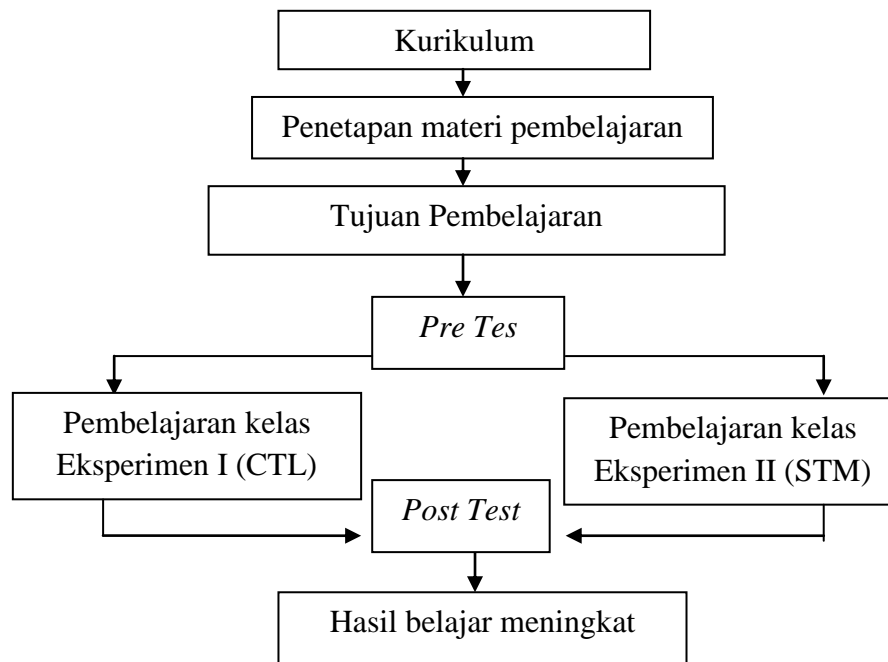 Kurikulum
Penetapan materi pembelajaran
Tujuan Pembelajaran
Pre Tes
Pembelajaran kelas
Eksperimen I (CTL)
Pembelajaran kelas
Eksperimen II (STM)
Post Test
Hasil belajar meningkat